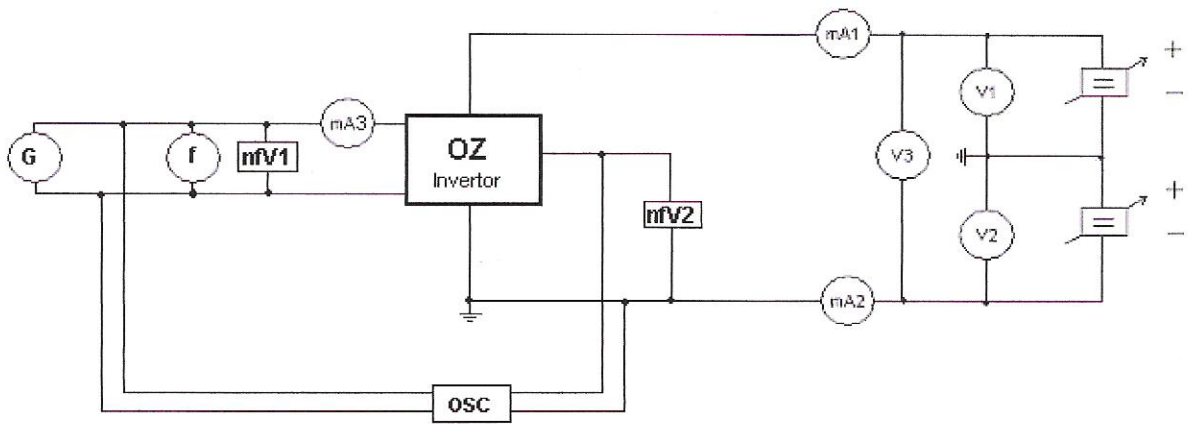 mA1
+
−
V1
mA3
G
f
nfV1
OZ
Invertor
V3
nfV2
+
−
V2
mA2
OSC